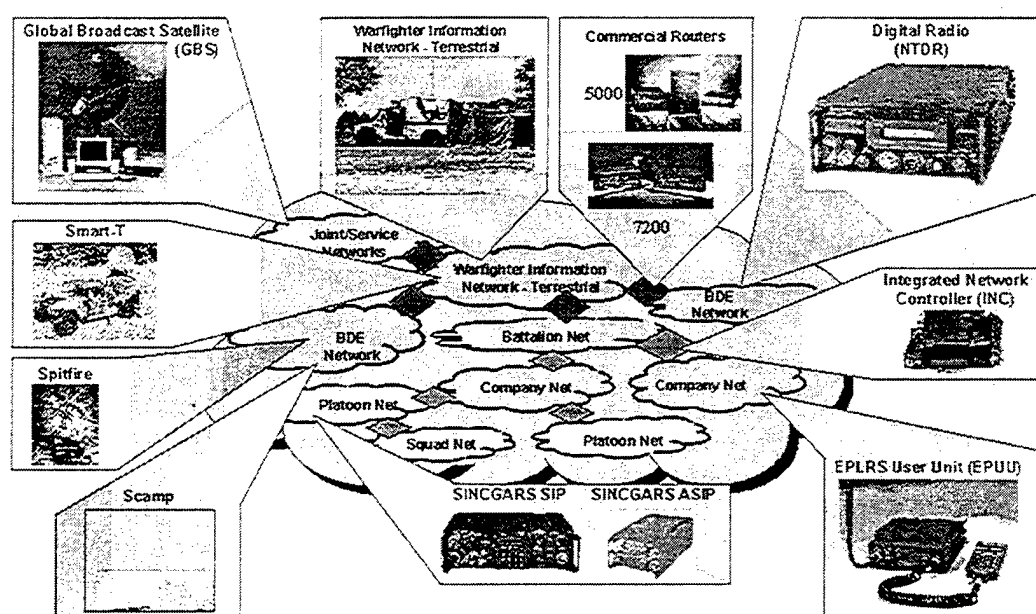 Global Broadcast Satellite
(GBS)
Warfighter Information
Network - Terrestrial
Commercial Routers
5000
7200
Digital Radio
(NTDR)
Smart-T
Joint/Service
Networks
Warfighter Information
Network - Terrestrial
BDE
Network
Integrated Network
Controller (INC)
BDE
Network
Battalion Net
Spitfire
Company Net
Company Net
Platoon Net
Squad Net
Platoon Net
Scamp
SINCGARS SIP
SINCGARS ASIP
EPLRS User Unit (EPUU)